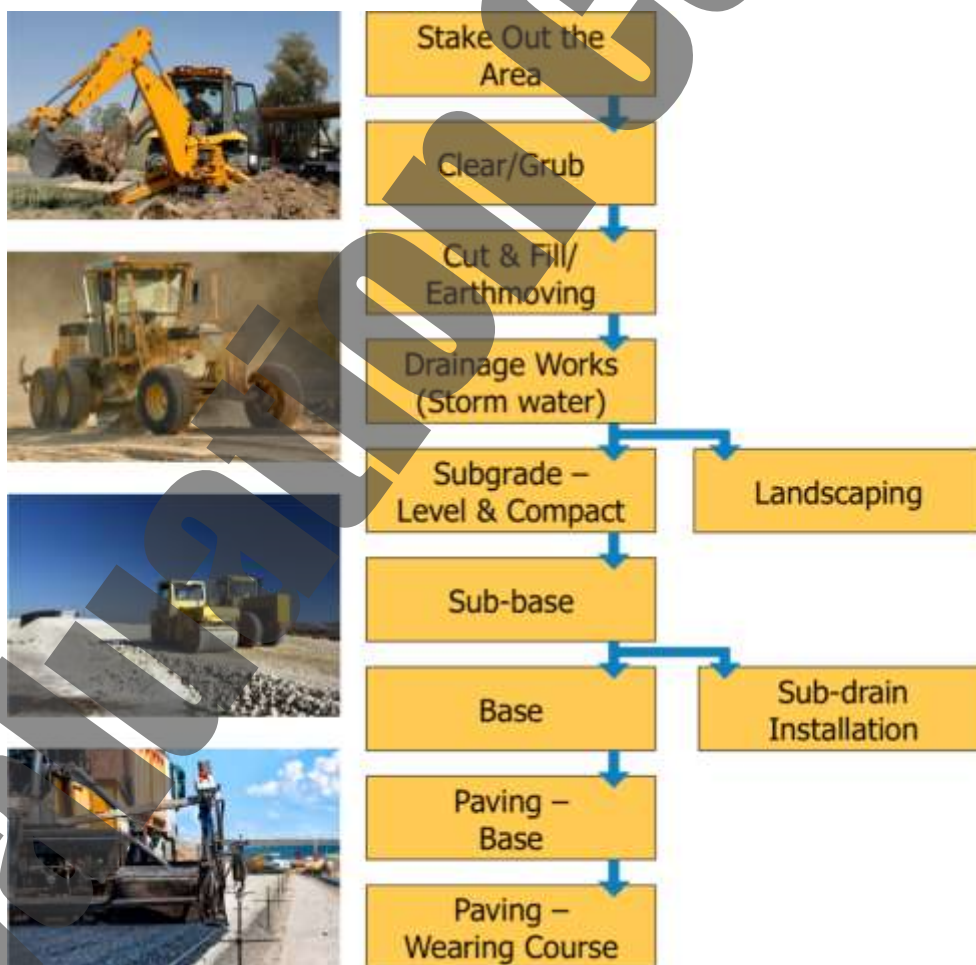 Stake Out the
Area
Clear/Grub
Cut & Fill/
Earthmoving
Drainage Works
(Storm water)
Subgrade –
Level & Compact
Landscaping
Sub-base
Base
Sub-drain
Installation
Paving –
Base
Paving –
Wearing Course